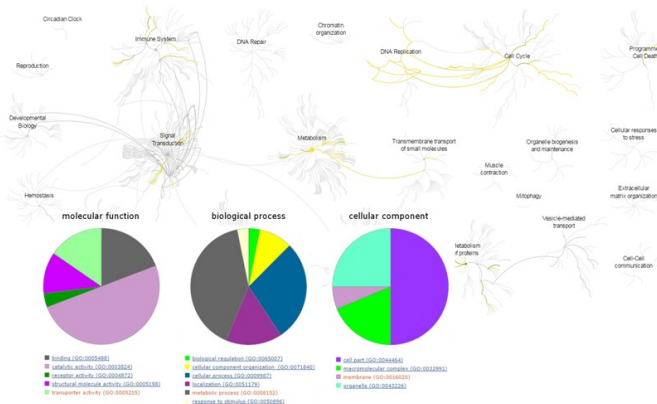 Circadian Clock
Immune System
DNA Repair
Chromatin
organization
DNA Replication
Cell Cycle
Programme
Cell Death
Reproduction
Developmental
Biology
Signal
Transduction
Metabolism
Transmembrane transport
of small molecules
Organelle biogenesis
and maintenance
Cellular responses
to stress
Muscle
contraction
Hemostasis
Mitophagy
Extracellular
matrix organization
Vesicle-mediated
transport
etabolism
f proteins
Cell-Cell
communication
molecular function
biological process
cellular component
binding (GO:0005488)
catalytic activity (GO:0003824)
receptor activity (GO:0004872)
structural molecule activity (GO:0005198)
transporter activity (GO:0005215)
biological regulation (GO:0065007)
cellular component organization (GO:0071840)
cellular process (GO:0009987)
localization (GO:0051179)
metabolic process (GO:0008152)
response to stimulus (GO:0050896)
cell part (GO:0044464)
macromolecular complex (GO:0032991)
membrane (GO:0016020)
organelle (GO:0043226)